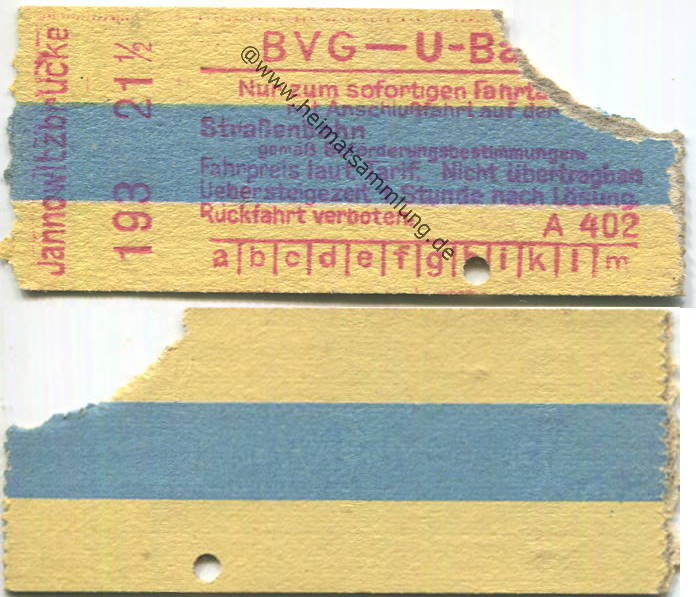 Jannowitzbrücke
193 21½
BVG—U-Ba
Nur zum sofortigen Fahrt
mit Anschlußfahrt auf der
Straßenbahn
gemäß Beförderungsbestimmungen.
Fahrpreis laut Tarif. Nicht übertragbar
Uebersteigezeit Stunde nach Lösung.
Rückfahrt verboten.
A 402
a|b|c|d|e|f|g|h|i|k|l|m
@www.heimatsammlung.de